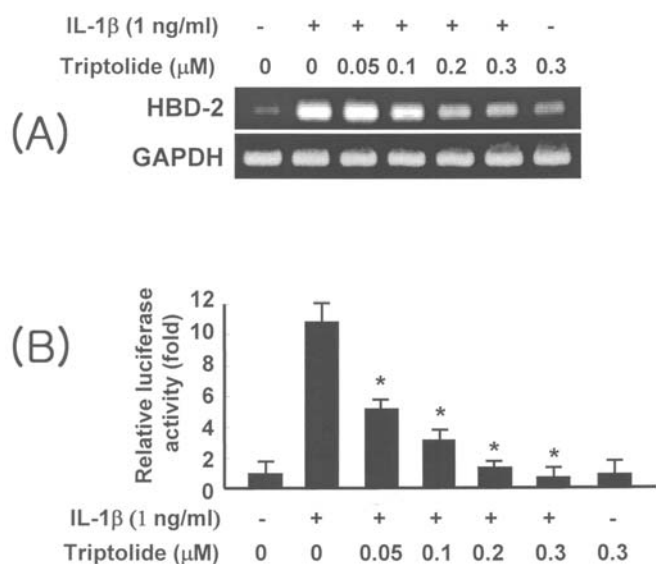 IL-1β (1 ng/ml) - + + + + + -
Triptolide (μM) 0 0 0.05 0.1 0.2 0.3 0.3
(A)
HBD-2
GAPDH
(B)
Relative luciferase
activity (fold)
12
10
8
6
4
2
0
* * * *
IL-1β (1 ng/ml) - + + + + + -
Triptolide (μM) 0 0 0.05 0.1 0.2 0.3 0.3